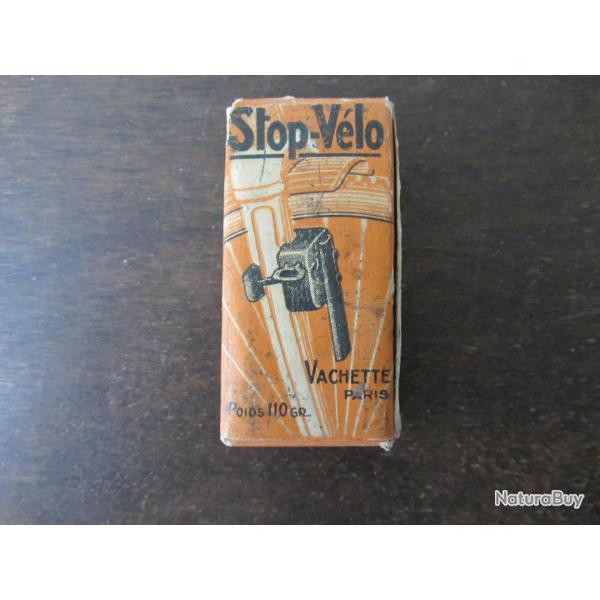 Stop-Vélo
VACHETTE
PARIS
POIDS 110 GR.
NaturaBuy